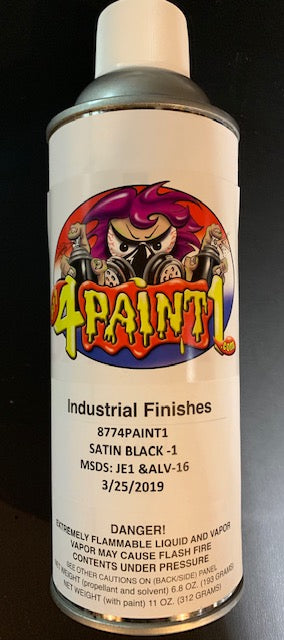 4PAINT1
.com
Industrial Finishes
8774PAINT1
SATIN BLACK -1
MSDS: JE1 &ALV-16
3/25/2019
DANGER!
EXTREMELY FLAMMABLE LIQUID AND VAPOR
VAPOR MAY CAUSE FLASH FIRE
CONTENTS UNDER PRESSURE
SEE OTHER CAUTIONS ON (BACK/SIDE) PANEL
NET WEIGHT (propellant and solvent) 6.8 OZ. (193 GRAMS)
NET WEIGHT (with paint) 11 OZ. (312 GRAMS)